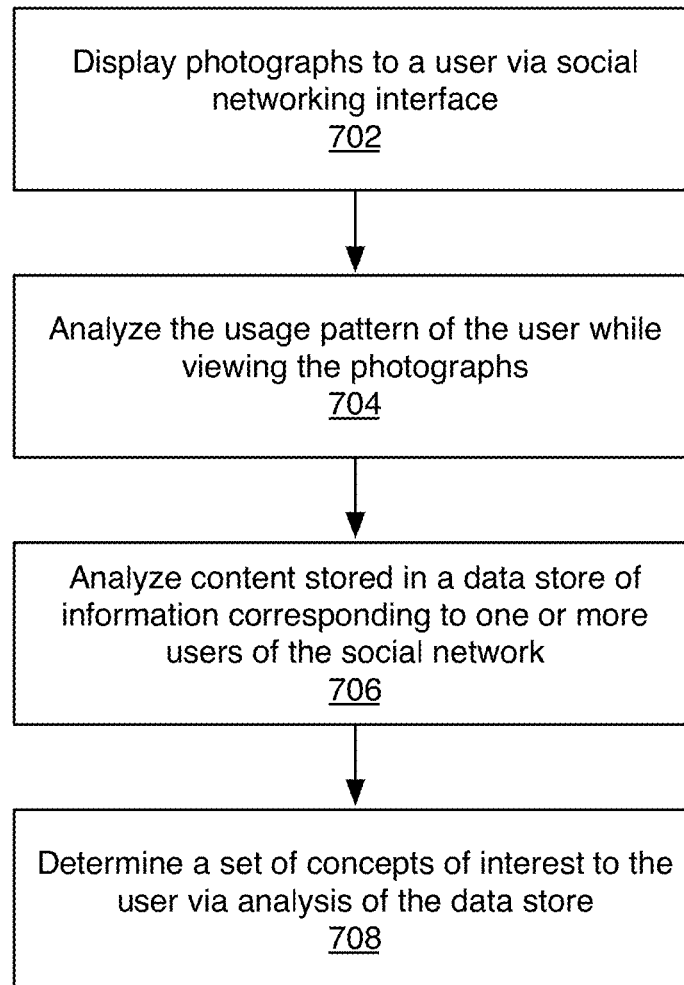 Display photographs to a user via social
networking interface
702
Analyze the usage pattern of the user while
viewing the photographs
704
Analyze content stored in a data store of
information corresponding to one or more
users of the social network
706
Determine a set of concepts of interest to the
user via analysis of the data store
708